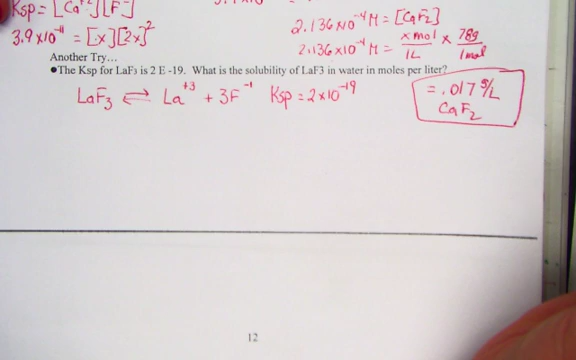 Ksp = [Ca⁺²][F⁻]
3.9 x 10⁻¹¹ = [x][2x]²
2.136 x 10⁻⁴ M = [CaF₂]
2.136 x 10⁻⁴ M = x mol / 1L x 78g / 1mol
Another Try…
●The Ksp for LaF₃ is 2 E -19. What is the solubility of LaF3 in water in moles per liter?
LaF₃ ⇌ La⁺³ + 3F⁻¹ Ksp = 2 x 10⁻¹⁹
= .017 g/L
CaF₂
12